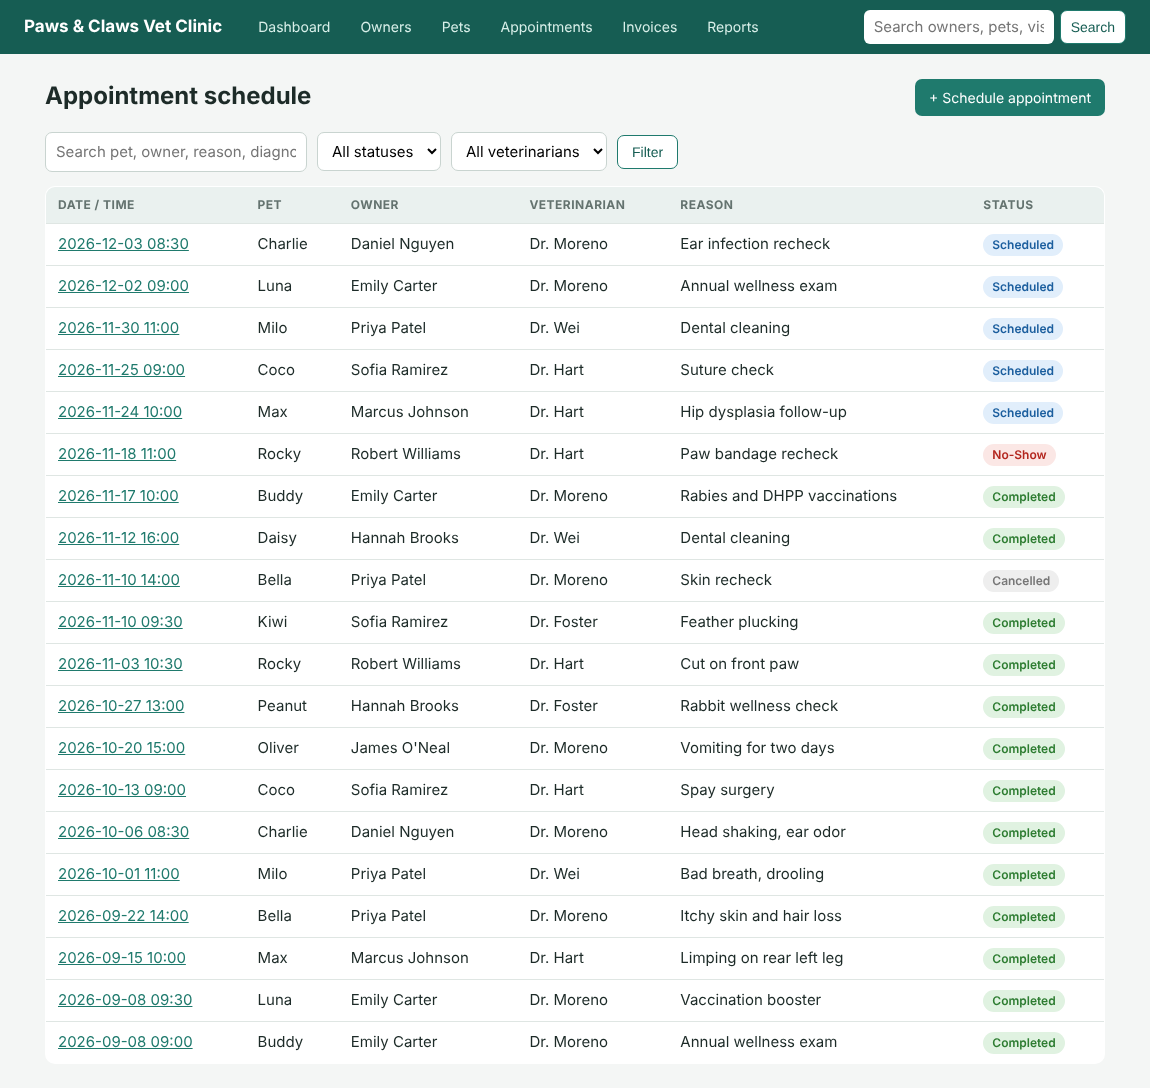 Paws & Claws Vet Clinic Dashboard Owners Pets Appointments Invoices Reports Search owners, pets, vis Search
Appointment schedule + Schedule appointment
Search pet, owner, reason, diagno All statuses All veterinarians Filter
DATE / TIME PET OWNER VETERINARIAN REASON STATUS
2026-12-03 08:30 Charlie Daniel Nguyen Dr. Moreno Ear infection recheck Scheduled
2026-12-02 09:00 Luna Emily Carter Dr. Moreno Annual wellness exam Scheduled
2026-11-30 11:00 Milo Priya Patel Dr. Wei Dental cleaning Scheduled
2026-11-25 09:00 Coco Sofia Ramirez Dr. Hart Suture check Scheduled
2026-11-24 10:00 Max Marcus Johnson Dr. Hart Hip dysplasia follow-up Scheduled
2026-11-18 11:00 Rocky Robert Williams Dr. Hart Paw bandage recheck No-Show
2026-11-17 10:00 Buddy Emily Carter Dr. Moreno Rabies and DHPP vaccinations Completed
2026-11-12 16:00 Daisy Hannah Brooks Dr. Wei Dental cleaning Completed
2026-11-10 14:00 Bella Priya Patel Dr. Moreno Skin recheck Cancelled
2026-11-10 09:30 Kiwi Sofia Ramirez Dr. Foster Feather plucking Completed
2026-11-03 10:30 Rocky Robert Williams Dr. Hart Cut on front paw Completed
2026-10-27 13:00 Peanut Hannah Brooks Dr. Foster Rabbit wellness check Completed
2026-10-20 15:00 Oliver James O'Neal Dr. Moreno Vomiting for two days Completed
2026-10-13 09:00 Coco Sofia Ramirez Dr. Hart Spay surgery Completed
2026-10-06 08:30 Charlie Daniel Nguyen Dr. Moreno Head shaking, ear odor Completed
2026-10-01 11:00 Milo Priya Patel Dr. Wei Bad breath, drooling Completed
2026-09-22 14:00 Bella Priya Patel Dr. Moreno Itchy skin and hair loss Completed
2026-09-15 10:00 Max Marcus Johnson Dr. Hart Limping on rear left leg Completed
2026-09-08 09:30 Luna Emily Carter Dr. Moreno Vaccination booster Completed
2026-09-08 09:00 Buddy Emily Carter Dr. Moreno Annual wellness exam Completed